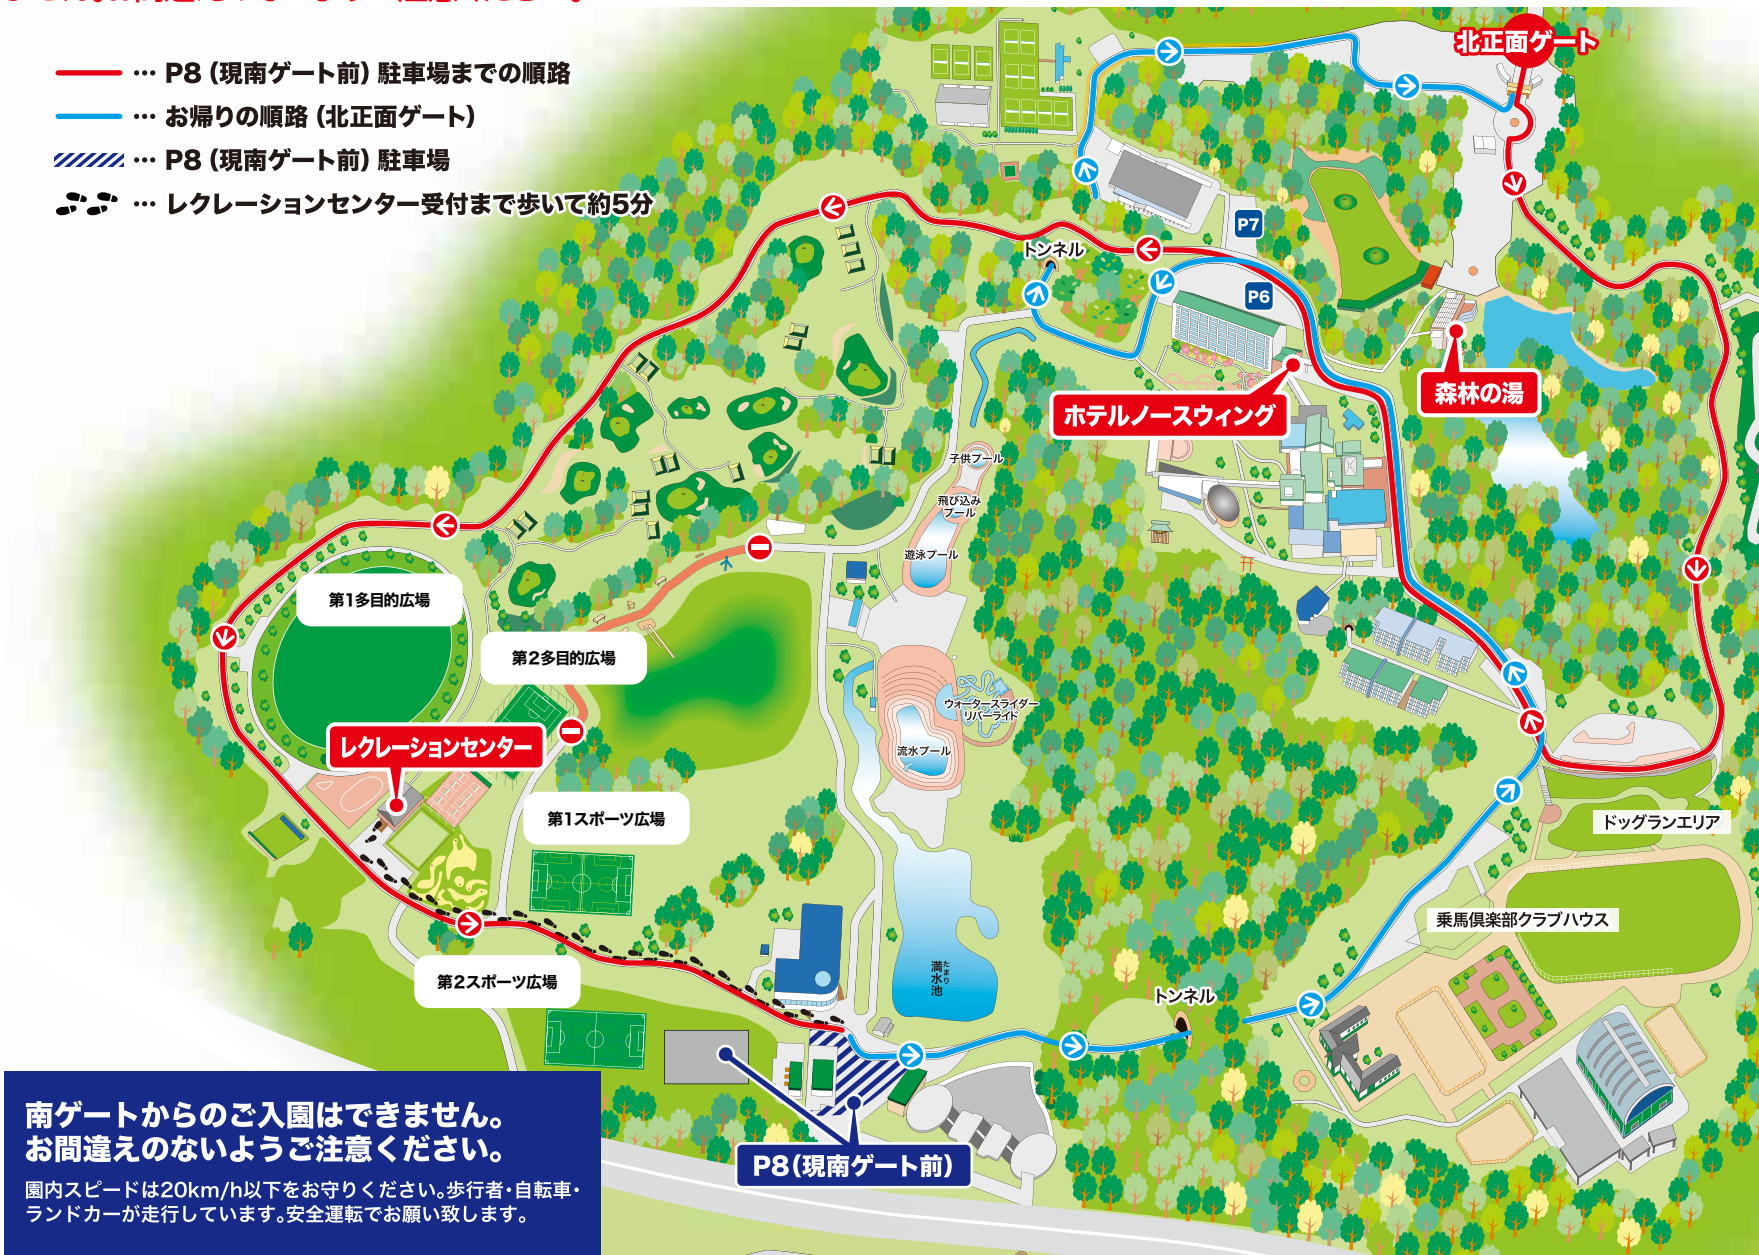 … P8（現南ゲート前）駐車場までの順路
… お帰りの順路（北正面ゲート）
… P8（現南ゲート前）駐車場
… レクレーションセンター受付まで歩いて約5分
北正面ゲート
P7
トンネル
P6
森林の湯
ホテルノースウィング
子供プール
飛び込み
プール
遊泳プール
第1多目的広場
第2多目的広場
ウォータースライダー
リバーライド
流水プール
レクレーションセンター
第1スポーツ広場
ドッグランエリア
乗馬倶楽部クラブハウス
満水池
たまり
第2スポーツ広場
トンネル
P8（現南ゲート前）
南ゲートからのご入園はできません。
お間違えのないようご注意ください。
園内スピードは20km/h以下をお守りください。歩行者・自転車・
ランドカーが走行しています。安全運転でお願い致します。